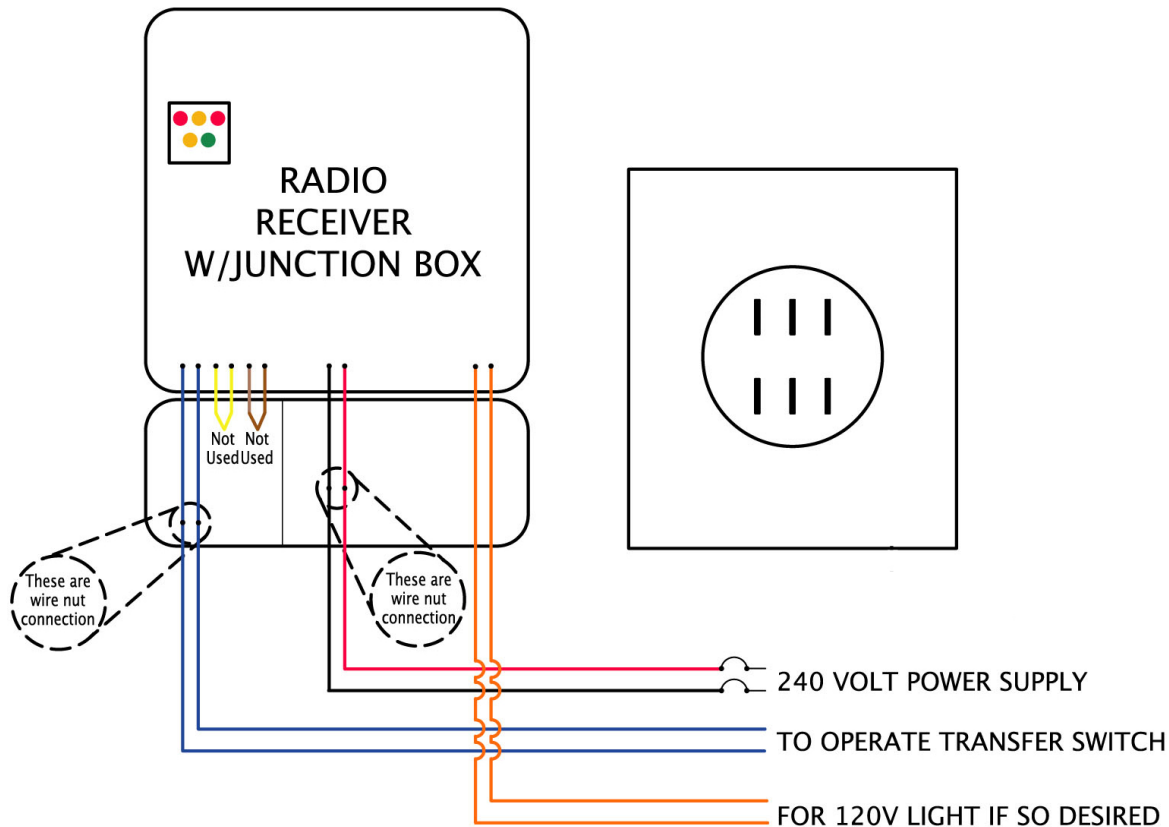 RADIO
RECEIVER
W/JUNCTION BOX
Not Not
Used Used
These are
wire nut
connection
These are
wire nut
connection
240 VOLT POWER SUPPLY
TO OPERATE TRANSFER SWITCH
FOR 120V LIGHT IF SO DESIRED